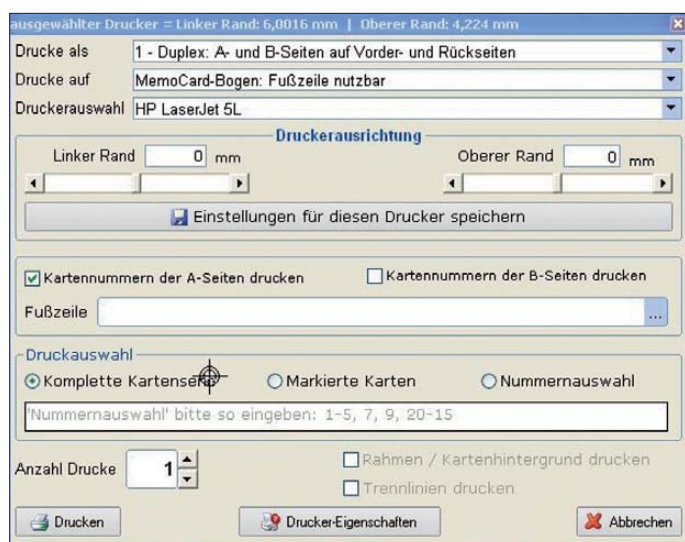 ausgewählter Drucker = Linker Rand: 6,0016 mm | Oberer Rand: 4,224 mm
Drucke als 1 - Duplex: A- und B-Seiten auf Vorder- und Rückseiten
Drucke auf MemoCard-Bogen: Fußzeile nutzbar
Druckerauswahl HP LaserJet 5L
Druckerausrichtung
Linker Rand 0 mm Oberer Rand 0 mm
Einstellungen für diesen Drucker speichern
Kartennummern der A-Seiten drucken Kartennummern der B-Seiten drucken
Fußzeile ...
Druckauswahl
Komplette Kartenserie Markierte Karten Nummernauswahl
'Nummernauswahl' bitte so eingeben: 1-5, 7, 9, 20-15
Anzahl Drucke 1 Rahmen / Kartenhintergrund drucken
Trennlinien drucken
Drucken Drucker-Eigenschaften Abbrechen